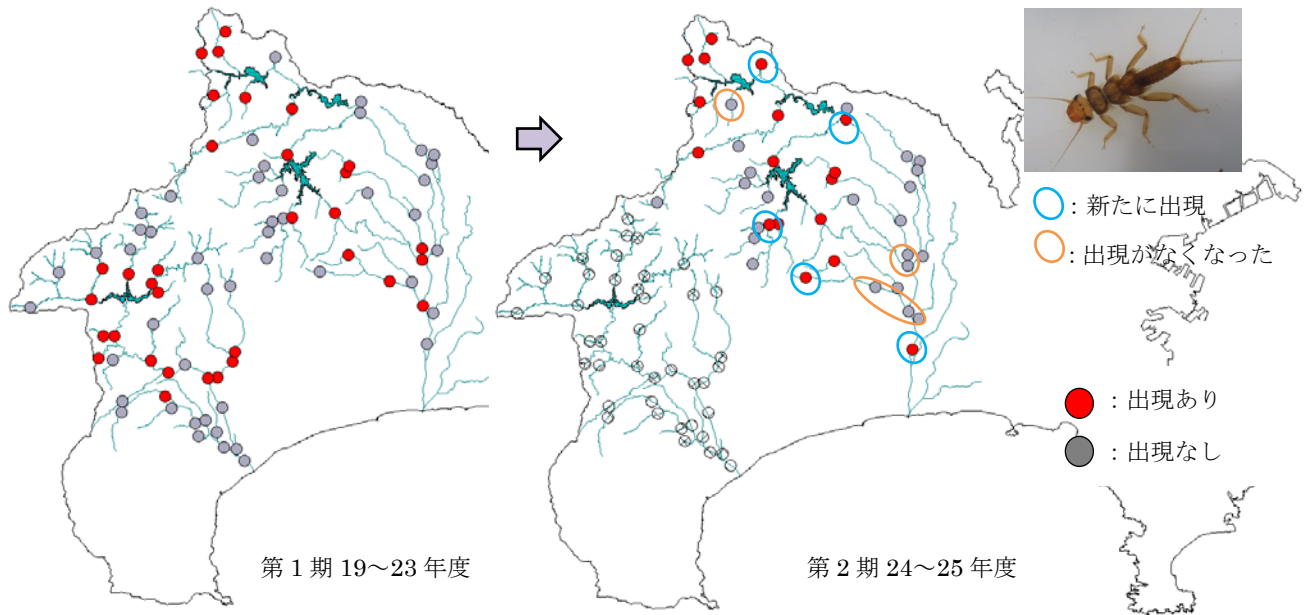 ：新たに出現
：出現がなくなった
：出現あり
：出現なし
第 1 期 19～23 年度
第 2 期 24～25 年度